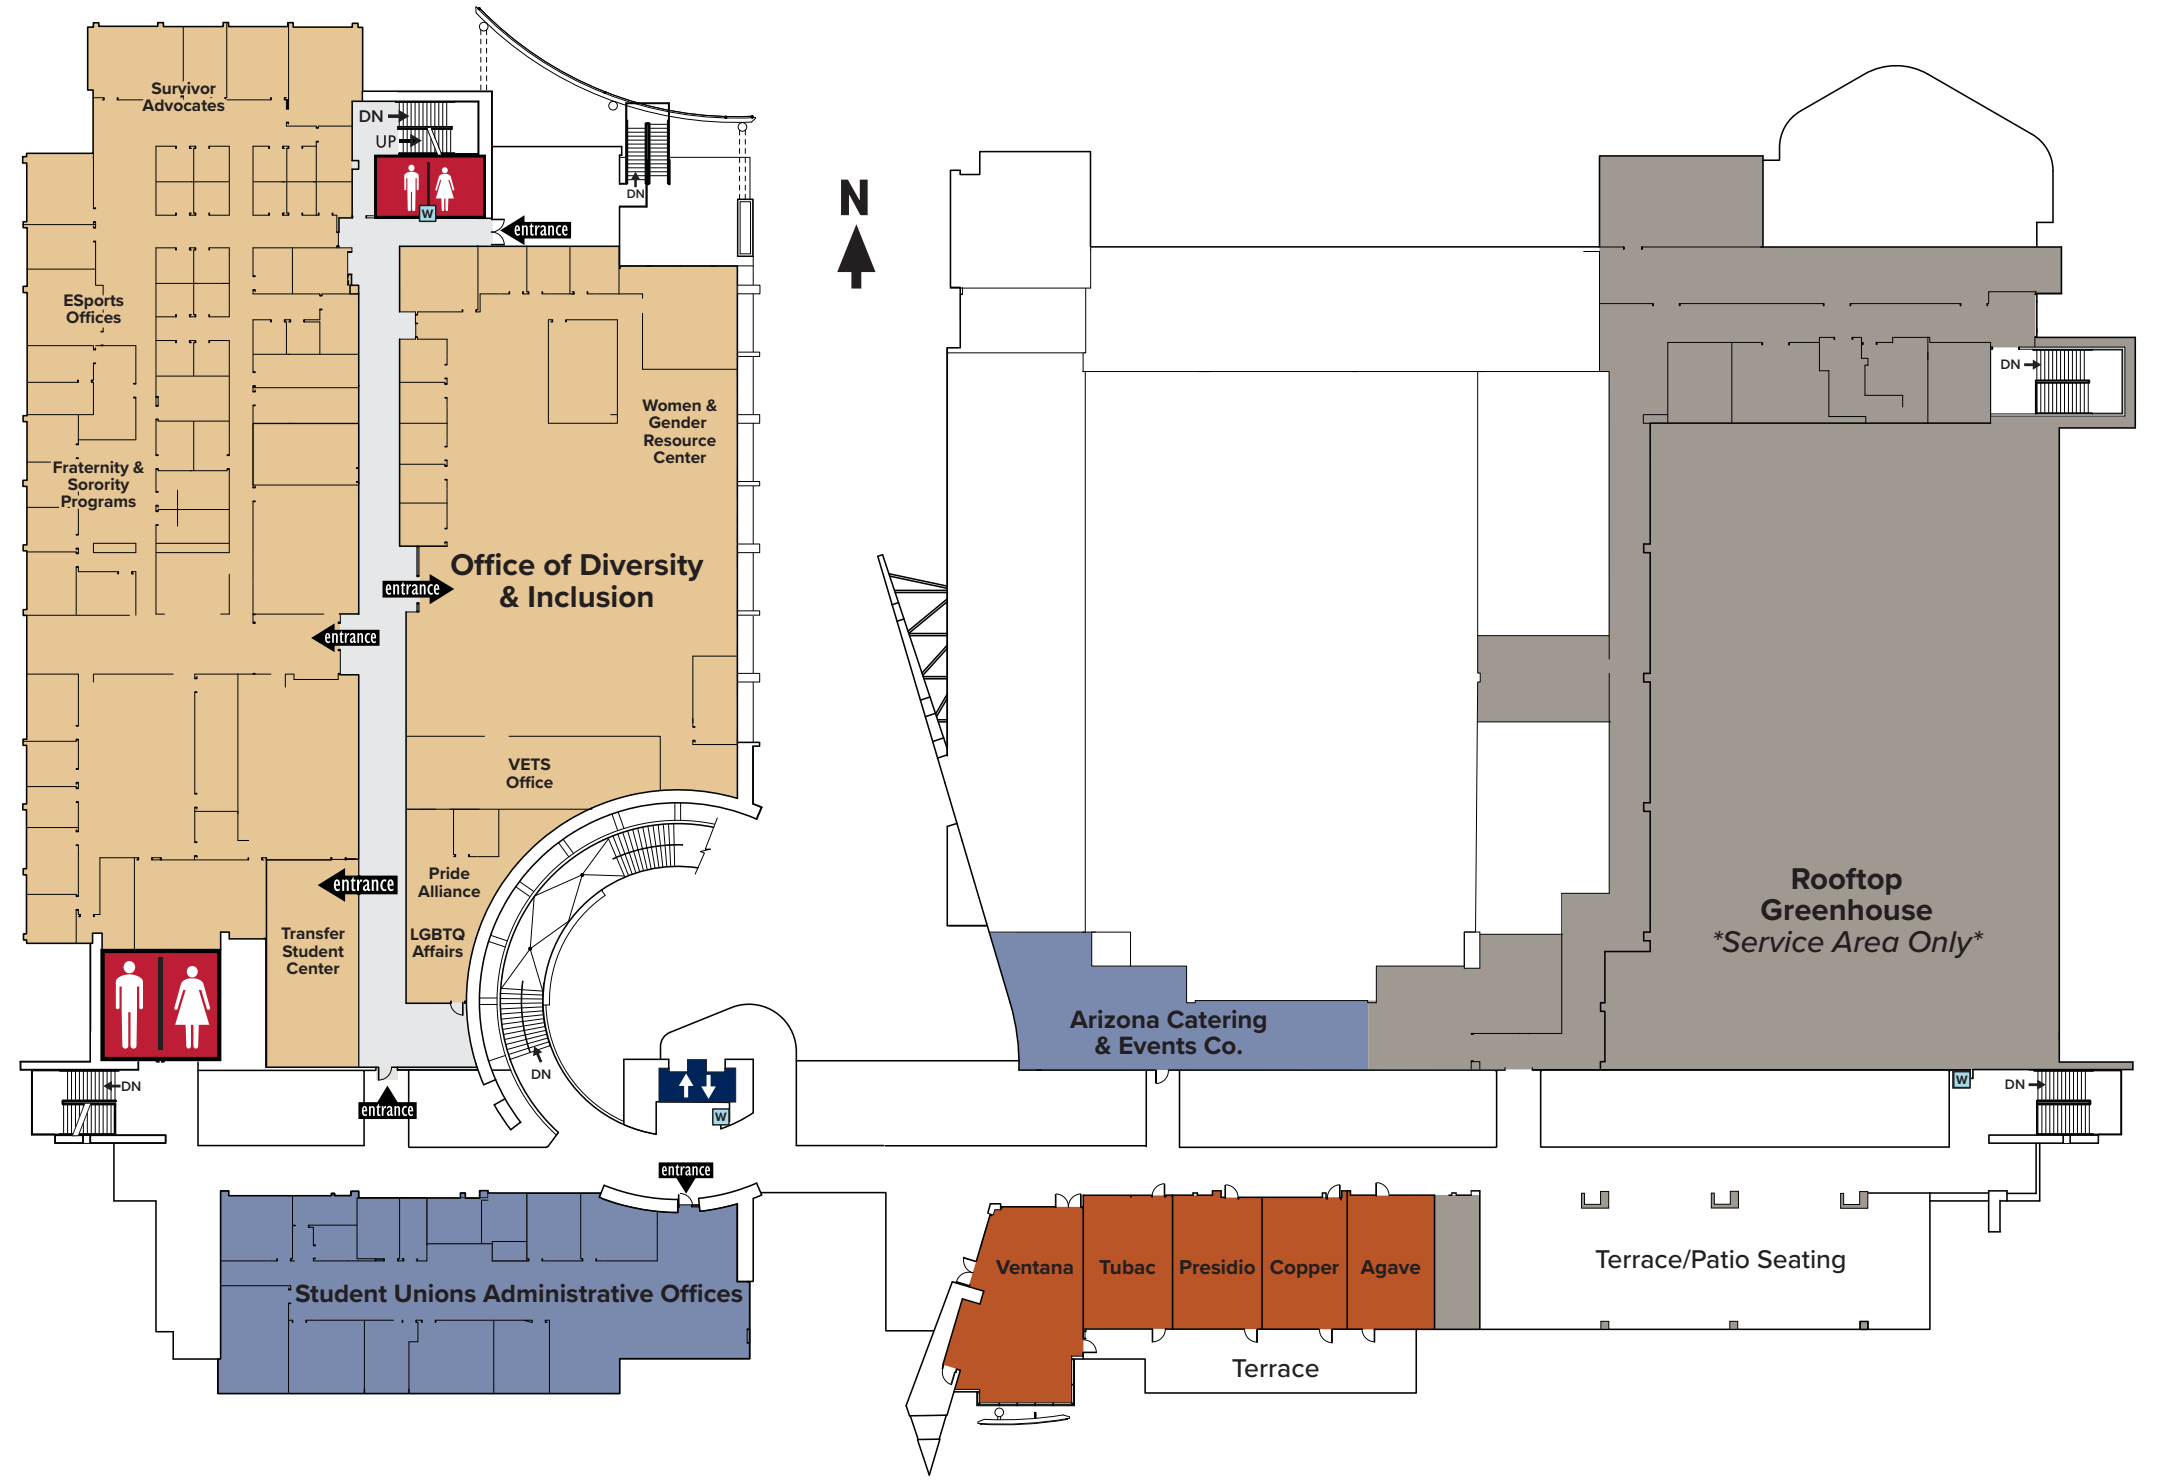 Survivor
Advocates
DN
UP
W
entrance
DN
N
ESports
Offices
DN
Women &
Gender
Resource
Center
Fraternity &
Sorority
Programs
Office of Diversity
& Inclusion
entrance
entrance
VETS
Office
Pride
Alliance
entrance
LGBTQ
Affairs
Transfer
Student
Center
Rooftop
Greenhouse
*Service Area Only*
Arizona Catering
& Events Co.
DN
DN
entrance
W
W
DN
entrance
Student Unions Administrative Offices
Ventana
Tubac
Presidio
Copper
Agave
Terrace/Patio Seating
Terrace